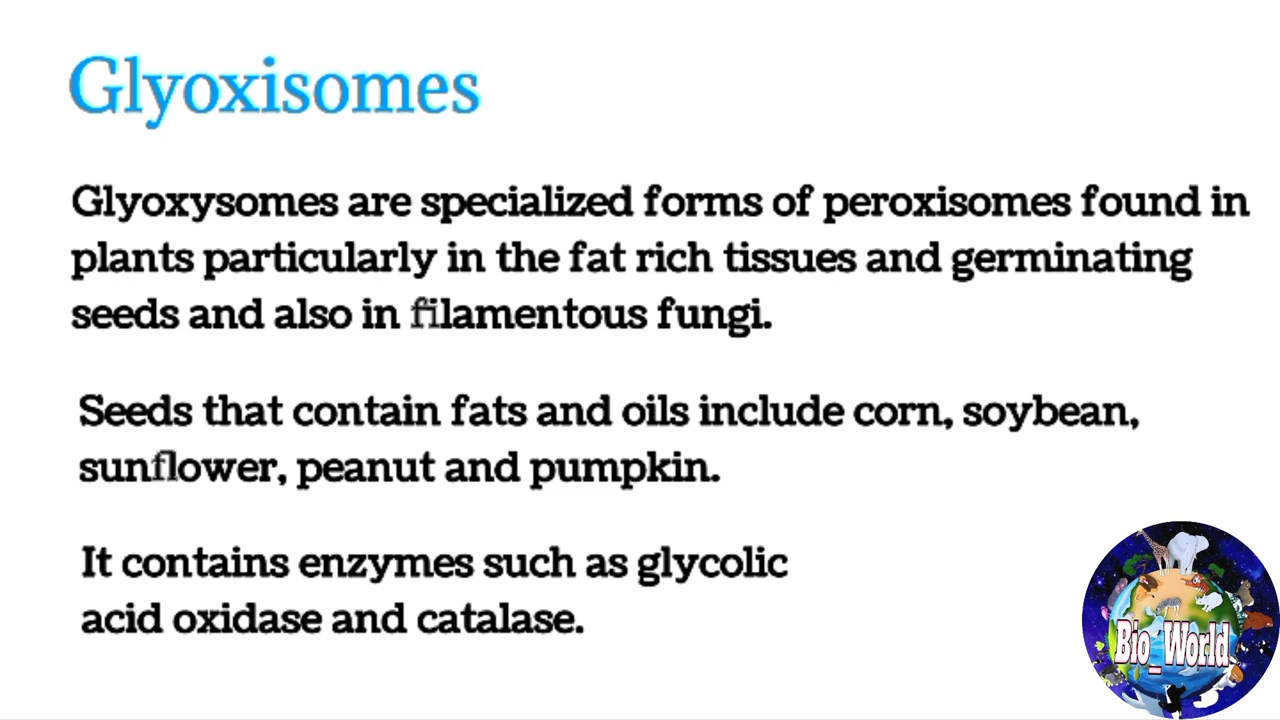 Glyoxisomes
Glyoxysomes are specialized forms of peroxisomes found in
plants particularly in the fat rich tissues and germinating
seeds and also in filamentous fungi.
Seeds that contain fats and oils include corn, soybean,
sunflower, peanut and pumpkin.
It contains enzymes such as glycolic
acid oxidase and catalase.
Bio_World